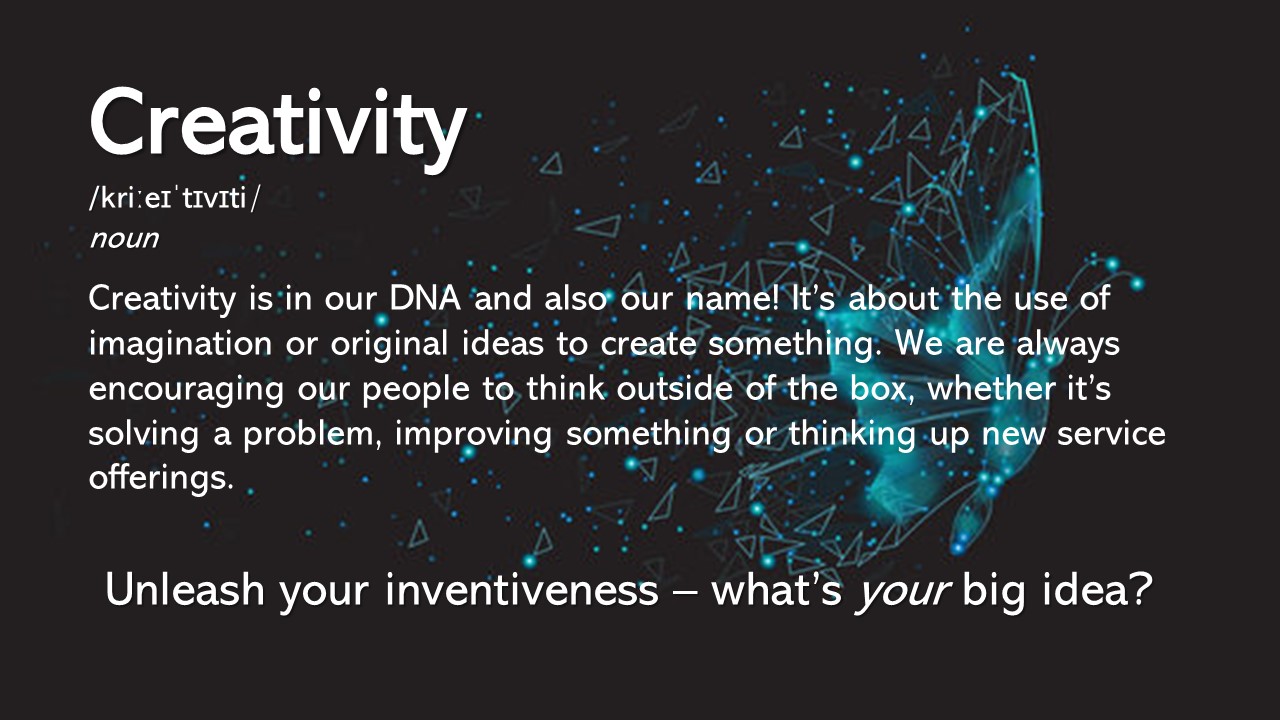 Creativity
/kriːeɪˈtɪvɪti/
noun
Creativity is in our DNA and also our name! It’s about the use of
imagination or original ideas to create something. We are always
encouraging our people to think outside of the box, whether it’s
solving a problem, improving something or thinking up new service
offerings.
Unleash your inventiveness – what’s your big idea?